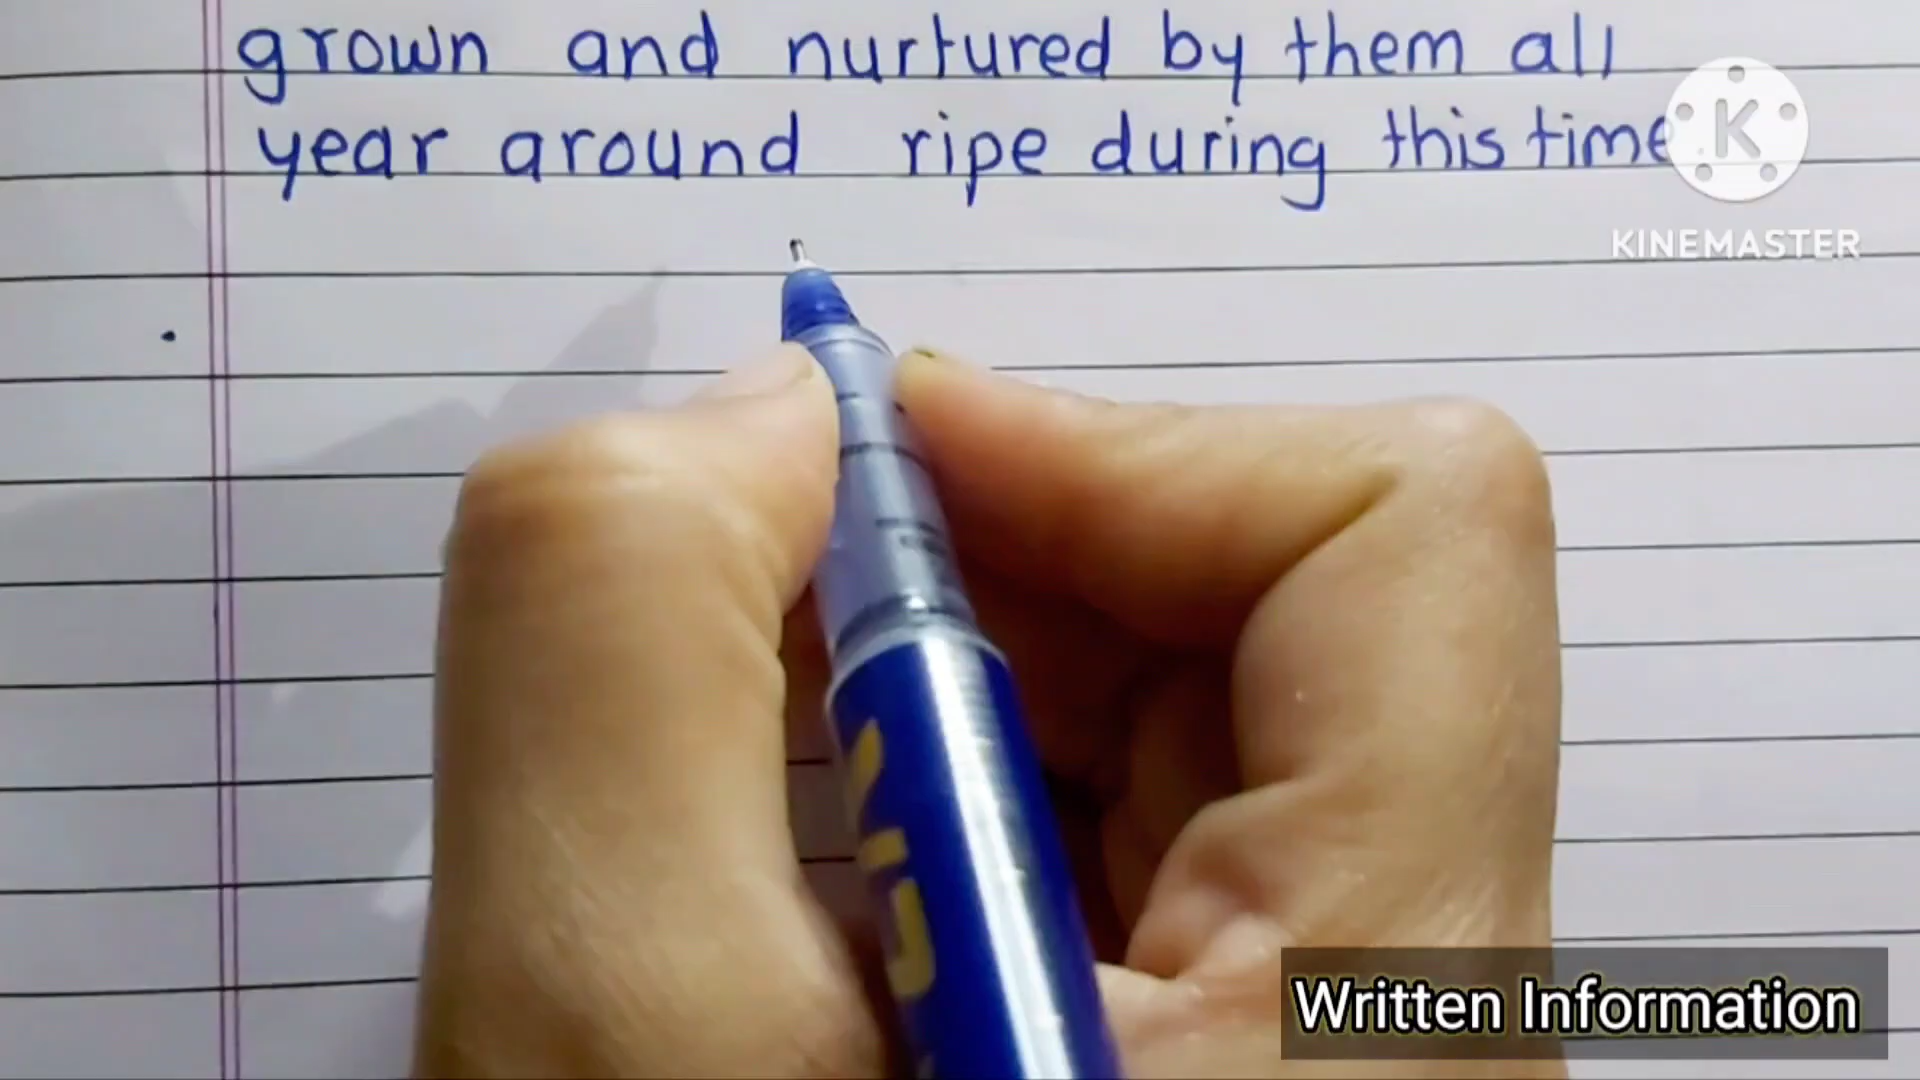 grown and nurtured by them all
year around ripe during this time
K
KINEMASTER
Written Information